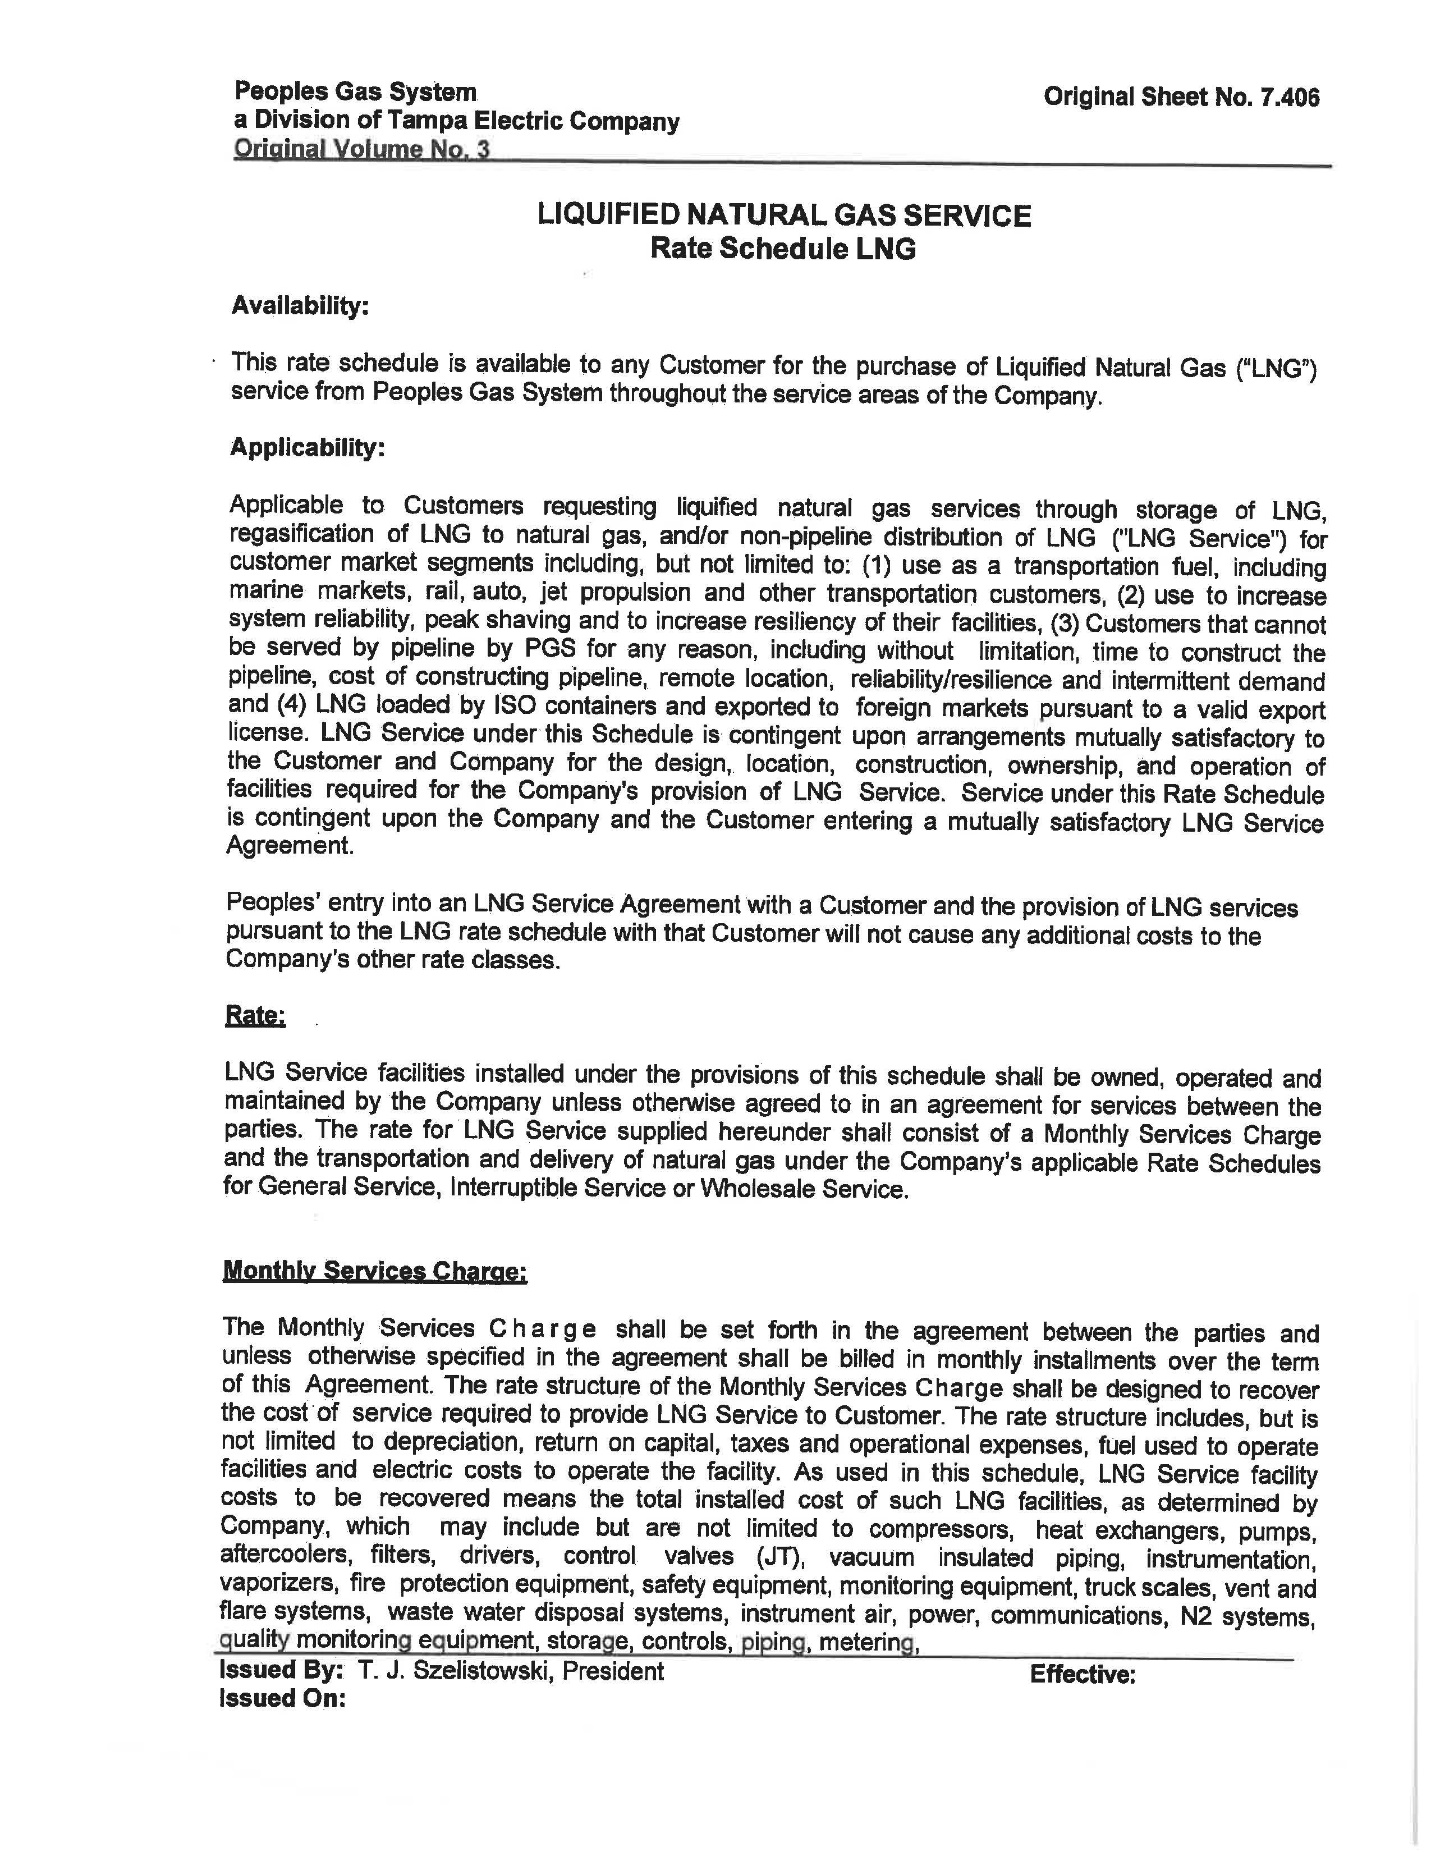 Peoples Gas System
a Division of Tampa Electric Company
Original Volume No. 3
Original Sheet No. 7.406
LIQUIFIED NATURAL GAS SERVICE
Rate Schedule LNG
Availability:
This rate schedule is available to any Customer for the purchase of Liquified Natural Gas (“LNG”)
service from Peoples Gas System throughout the service areas of the Company.
Applicability:
Applicable to Customers requesting liquified natural gas services through storage of LNG,
regasification of LNG to natural gas, and/or non-pipeline distribution of LNG ("LNG Service") for
customer market segments including, but not limited to: (1) use as a transportation fuel, including
marine markets, rail, auto, jet propulsion and other transportation customers, (2) use to increase
system reliability, peak shaving and to increase resiliency of their facilities, (3) Customers that cannot
be served by pipeline by PGS for any reason, including without limitation, time to construct the
pipeline, cost of constructing pipeline, remote location, reliability/resilience and intermittent demand
and (4) LNG loaded by ISO containers and exported to foreign markets pursuant to a valid export
license. LNG Service under this Schedule is contingent upon arrangements mutually satisfactory to
the Customer and Company for the design, location, construction, ownership, and operation of
facilities required for the Company's provision of LNG Service. Service under this Rate Schedule
is contingent upon the Company and the Customer entering a mutually satisfactory LNG Service
Agreement.
Peoples’ entry into an LNG Service Agreement with a Customer and the provision of LNG services
pursuant to the LNG rate schedule with that Customer will not cause any additional costs to the
Company’s other rate classes.
Rate:
LNG Service facilities installed under the provisions of this schedule shall be owned, operated and
maintained by the Company unless otherwise agreed to in an agreement for services between the
parties. The rate for LNG Service supplied hereunder shall consist of a Monthly Services Charge
and the transportation and delivery of natural gas under the Company’s applicable Rate Schedules
for General Service, Interruptible Service or Wholesale Service.
Monthly Services Charge:
The Monthly Services Charge shall be set forth in the agreement between the parties and
unless otherwise specified in the agreement shall be billed in monthly installments over the term
of this Agreement. The rate structure of the Monthly Services Charge shall be designed to recover
the cost of service required to provide LNG Service to Customer. The rate structure includes, but is
not limited to depreciation, return on capital, taxes and operational expenses, fuel used to operate
facilities and electric costs to operate the facility. As used in this schedule, LNG Service facility
costs to be recovered means the total installed cost of such LNG facilities, as determined by
Company, which may include but are not limited to compressors, heat exchangers, pumps,
aftercoolers, filters, drivers, control valves (JT), vacuum insulated piping, instrumentation,
vaporizers, fire protection equipment, safety equipment, monitoring equipment, truck scales, vent and
flare systems, waste water disposal systems, instrument air, power, communications, N2 systems,
quality monitoring equipment, storage, controls, piping, metering,
Issued By: T. J. Szelistowski, President
Effective:
Issued On: